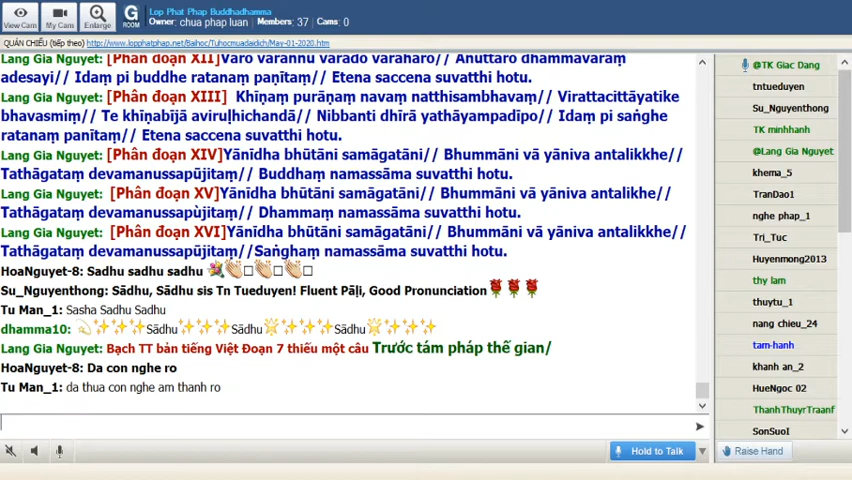 Lop Phat Phap Buddhadhamma
Owner: chua phap luan Members: 37 Cams: 0
View Cam
My Cam
Enlarge
G
ROOM
QUÁN CHIẾU (tiếp theo) http://www.lopphatphap.net/Baihoc/Tuhocmuadaidich/May-01-2020.htm
Lang Gia Nguyet: [Phân đoạn XII] Varo varaññū varado varāharo// Anuttaro dhammavaraṃ
adesayi// Idaṃ pi buddhe ratanaṃ paṇītaṃ// Etena saccena suvatthi hotu.
Lang Gia Nguyet: [Phân đoạn XIII] Khīṇaṃ purāṇaṃ navaṃ natthisambhavaṃ// Virattacittāyatike
bhavasmiṃ// Te khīṇabījā aviruḷhichandā// Nibbanti dhīrā yathāyampadīpo// Idaṃ pi saṅghe
ratanaṃ panītaṃ// Etena saccena suvatthi hotu.
Lang Gia Nguyet: [Phân đoạn XIV]Yānīdha bhūtāni samāgatāni// Bhummāni vā yāniva antalikkhe//
Tathāgataṃ devamanussapūjitaṃ// Buddhaṃ namassāma suvatthi hotu.
Lang Gia Nguyet: [Phân đoạn XV]Yānīdha bhūtāni samāgatāni// Bhummāni vā yāniva antalikhe//
Tathāgataṃ devamanussapūjitaṃ// Dhammaṃ namassāma suvatthi hotu.
Lang Gia Nguyet: [Phân đoạn XVI]Yānīdha bhūtāni samāgatāni// Bhummāni vā yāniva antalikkhe//
Tathāgataṃ devamanussapūjitaṃ//Saṅghaṃ namassāma suvatthi hotu.
HoaNguyet-8: Sadhu sadhu sadhu
Su_Nguyenthong: Sādhu, Sādhu sis Tn Tueduyen! Fluent Pāḷi, Good Pronunciation
Tu Man_1: Sasha Sadhu Sadhu
dhamma10: Sādhu Sādhu Sādhu
Lang Gia Nguyet: Bạch TT bản tiếng Việt Đoạn 7 thiếu một câu Trước tám pháp thế gian/
HoaNguyet-8: Da con nghe ro
Tu Man_1: da thua con nghe am thanh ro
Hold to Talk
@TK Giac Dang
tntueduyen
Su_Nguyenthong
TK minhhanh
@Lang Gia Nguyet
khema_5
TranDao1
nghe phap_1
Tri_Tuc
Huyenmong2013
thy lam
thuytu_1
nang chieu_24
tam-hanh
khanh an_2
HueNgoc 02
ThanhThuyrTraanf
SonSuoI
Raise Hand